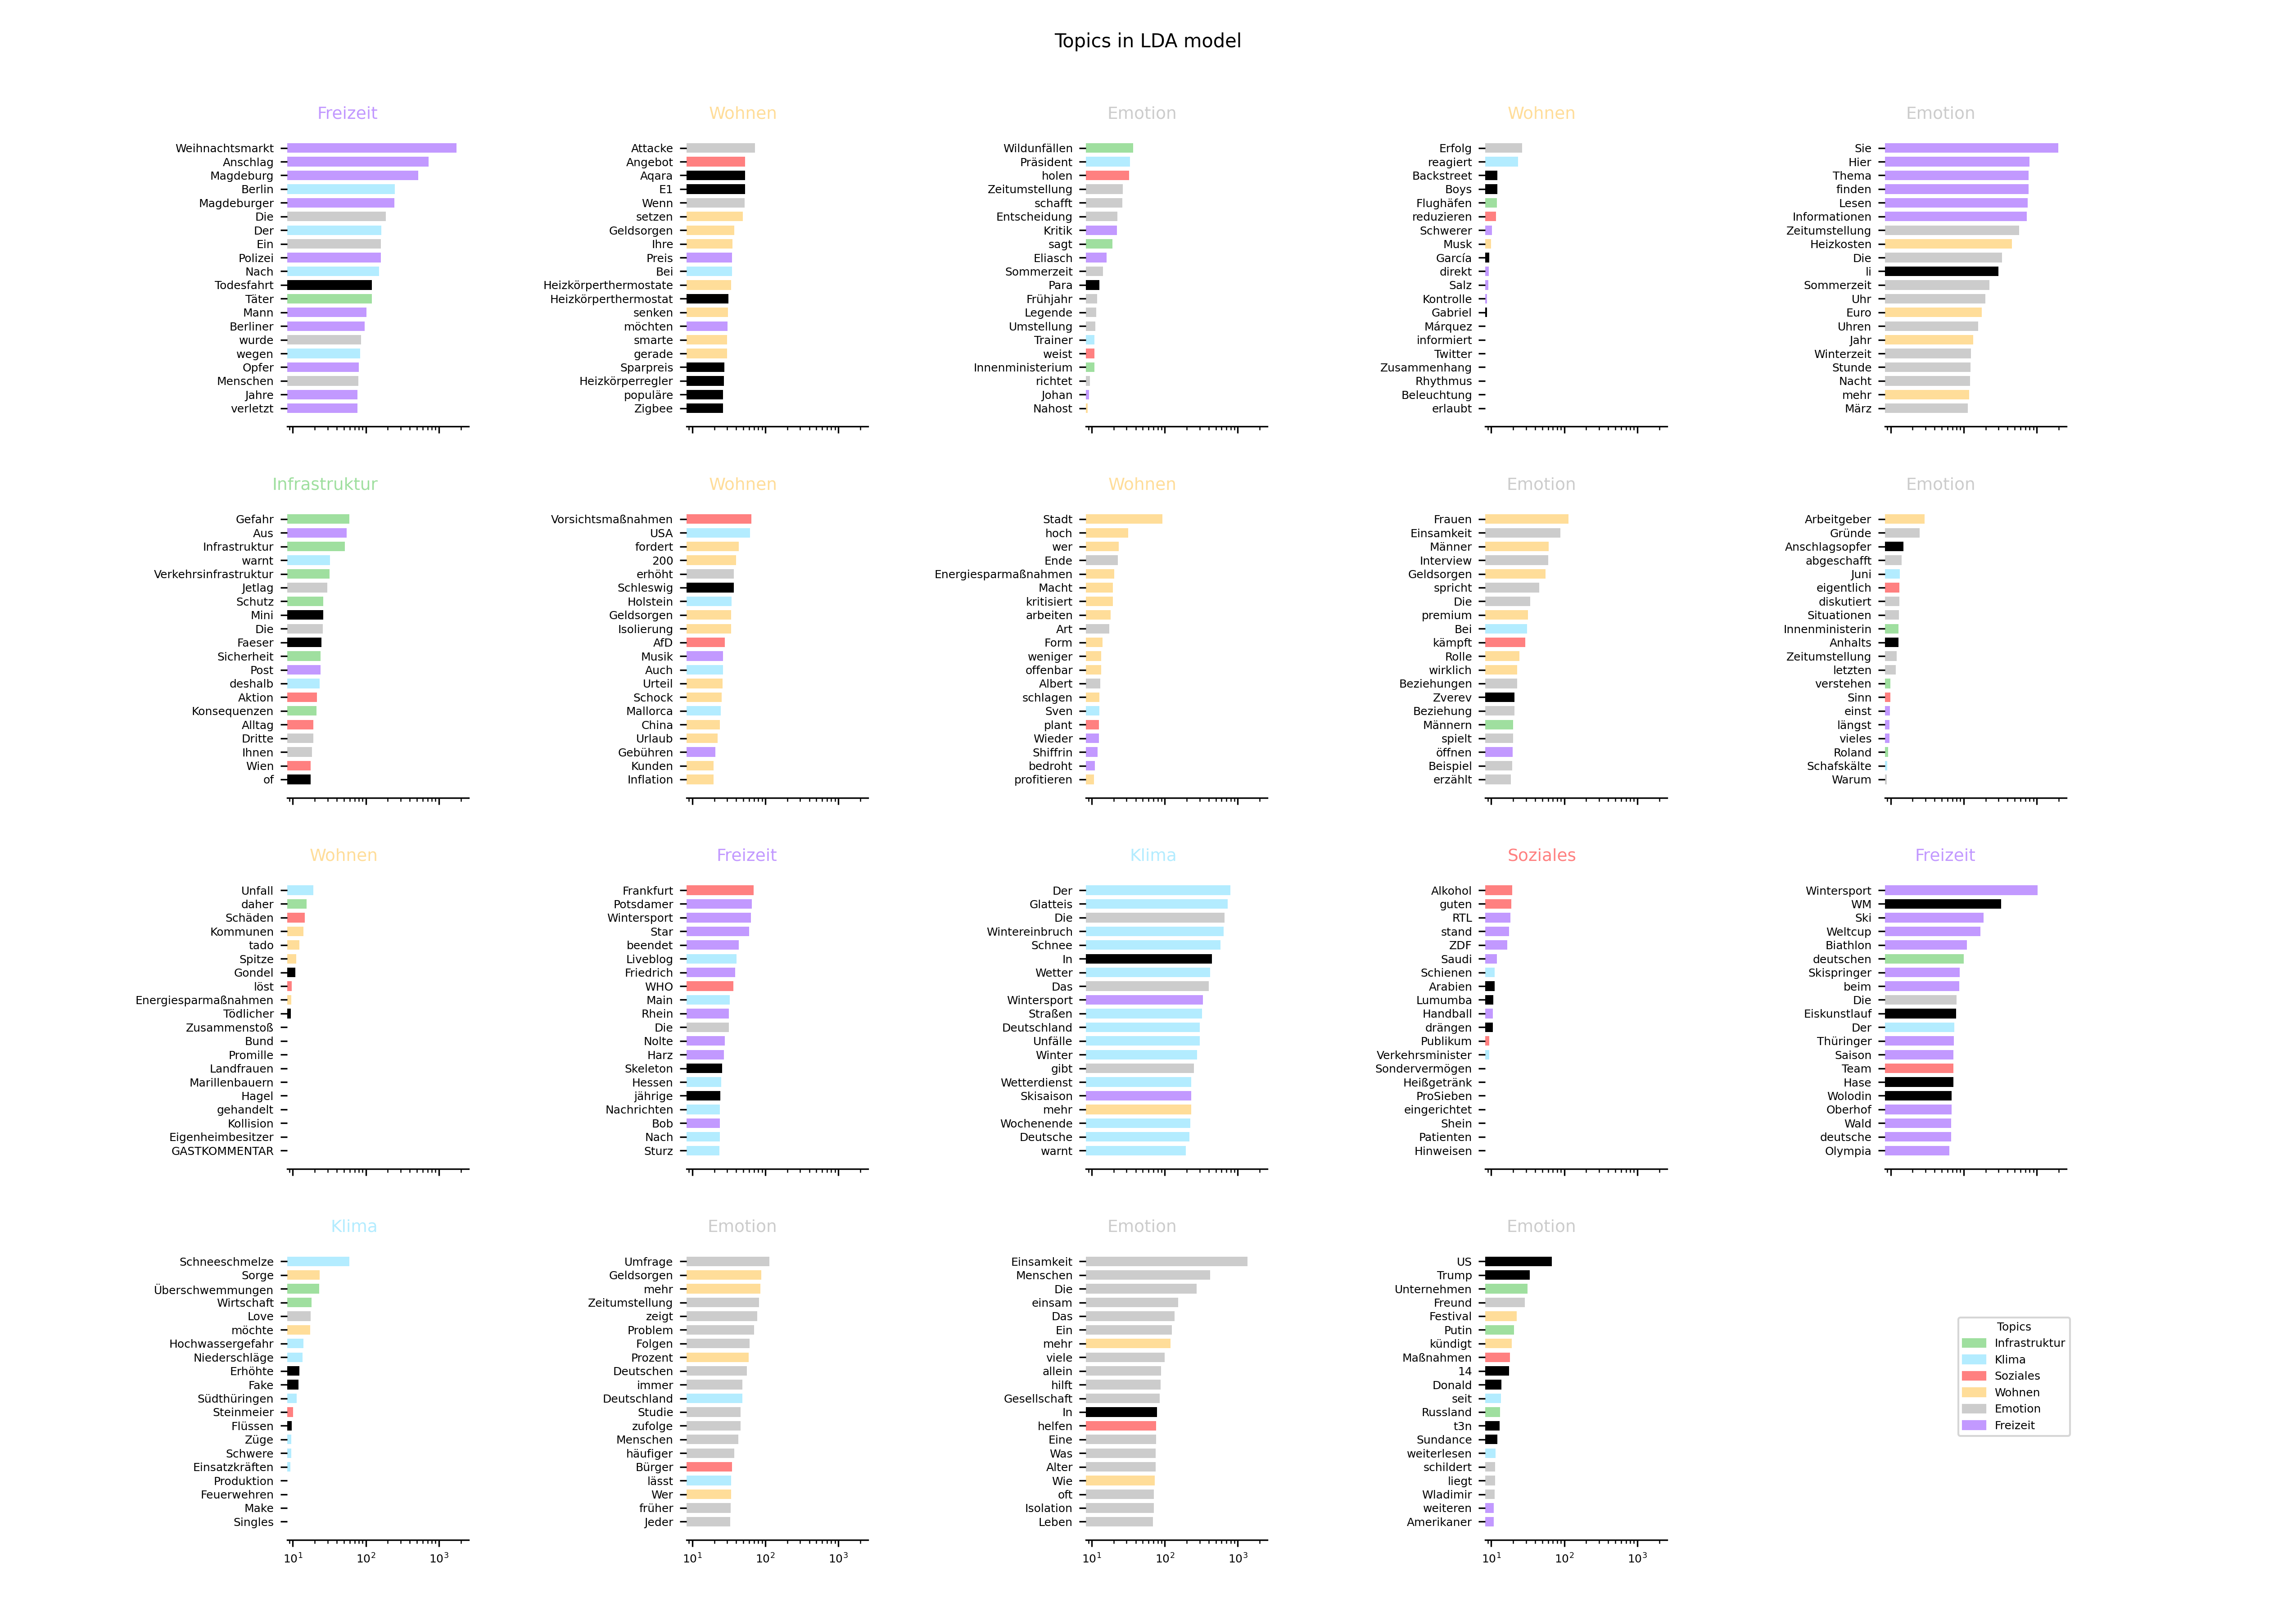 Topics in LDA model
Freizeit
Weihnachtsmarkt
Anschlag
Magdeburg
Berlin
Magdeburger
Die
Der
Ein
Polizei
Nach
Todesfahrt
Täter
Mann
Berliner
wurde
wegen
Opfer
Menschen
Jahre
verletzt
Wohnen
Attacke
Angebot
Aqara
E1
Wenn
setzen
Geldsorgen
Ihre
Preis
Bei
Heizkörperthermostate
Heizkörperthermostat
senken
möchten
smarte
gerade
Sparpreis
Heizkörperregler
populäre
Zigbee
Emotion
Wildunfällen
Präsident
holen
Zeitumstellung
schafft
Entscheidung
Kritik
sagt
Eliasch
Sommerzeit
Para
Frühjahr
Legende
Umstellung
Trainer
weist
Innenministerium
richtet
Johan
Nahost
Wohnen
Erfolg
reagiert
Backstreet
Boys
Flughäfen
reduzieren
Schwerer
Musk
García
direkt
Salz
Kontrolle
Gabriel
Márquez
informiert
Twitter
Zusammenhang
Rhythmus
Beleuchtung
erlaubt
Emotion
Sie
Hier
Thema
finden
Lesen
Informationen
Zeitumstellung
Heizkosten
Die
li
Sommerzeit
Uhr
Euro
Uhren
Jahr
Winterzeit
Stunde
Nacht
mehr
März
Infrastruktur
Gefahr
Aus
Infrastruktur
warnt
Verkehrsinfrastruktur
Jetlag
Schutz
Mini
Die
Faeser
Sicherheit
Post
deshalb
Aktion
Konsequenzen
Alltag
Dritte
Ihnen
Wien
of
Wohnen
Vorsichtsmaßnahmen
USA
fordert
200
erhöht
Schleswig
Holstein
Geldsorgen
Isolierung
AfD
Musik
Auch
Urteil
Schock
Mallorca
China
Urlaub
Gebühren
Kunden
Inflation
Wohnen
Stadt
hoch
wer
Ende
Energiesparmaßnahmen
Macht
kritisiert
arbeiten
Art
Form
weniger
offenbar
Albert
schlagen
Sven
plant
Wieder
Shiffrin
bedroht
profitieren
Emotion
Frauen
Einsamkeit
Männer
Interview
Geldsorgen
spricht
Die
premium
Bei
kämpft
Rolle
wirklich
Beziehungen
Zverev
Beziehung
Männern
spielt
öffnen
Beispiel
erzählt
Emotion
Arbeitgeber
Gründe
Anschlagsopfer
abgeschafft
Juni
eigentlich
diskutiert
Situationen
Innenministerin
Anhalts
Zeitumstellung
letzten
verstehen
Sinn
einst
längst
vieles
Roland
Schafskälte
Warum
Wohnen
Unfall
daher
Schäden
Kommunen
tado
Spitze
Gondel
löst
Energiesparmaßnahmen
Tödlicher
Zusammenstoß
Bund
Promille
Landfrauen
Marillenbauern
Hagel
gehandelt
Kollision
Eigenheimbesitzer
GASTKOMMENTAR
Freizeit
Frankfurt
Potsdamer
Wintersport
Star
beendet
Liveblog
Friedrich
WHO
Main
Rhein
Die
Nolte
Harz
Skeleton
Hessen
jährige
Nachrichten
Bob
Nach
Sturz
Klima
Der
Glatteis
Die
Wintereinbruch
Schnee
In
Wetter
Das
Wintersport
Straßen
Deutschland
Unfälle
Winter
gibt
Wetterdienst
Skisaison
mehr
Wochenende
Deutsche
warnt
Soziales
Alkohol
guten
RTL
stand
ZDF
Saudi
Schienen
Arabien
Lumumba
Handball
drängen
Publikum
Verkehrsminister
Sondervermögen
Heißgetränk
ProSieben
eingerichtet
Shein
Patienten
Hinweisen
Freizeit
Wintersport
WM
Ski
Weltcup
Biathlon
deutschen
Skispringer
beim
Die
Eiskunstlauf
Der
Thüringer
Saison
Team
Hase
Wolodin
Oberhof
Wald
deutsche
Olympia
Klima
Schneeschmelze
Sorge
Überschwemmungen
Wirtschaft
Love
möchte
Hochwassergefahr
Niederschläge
Erhöhte
Fake
Südthüringen
Steinmeier
Flüssen
Züge
Schwere
Einsatzkräften
Produktion
Feuerwehren
Make
Singles
10¹ 10² 10³
Emotion
Umfrage
Geldsorgen
mehr
Zeitumstellung
zeigt
Problem
Folgen
Prozent
Deutschen
immer
Deutschland
Studie
zufolge
Menschen
häufiger
Bürger
lässt
Wer
früher
Jeder
10¹ 10² 10³
Emotion
Einsamkeit
Menschen
Die
einsam
Das
Ein
mehr
viele
allein
hilft
Gesellschaft
In
helfen
Eine
Was
Alter
Wie
oft
Isolation
Leben
10¹ 10² 10³
Emotion
US
Trump
Unternehmen
Freund
Festival
Putin
kündigt
Maßnahmen
14
Donald
seit
Russland
t3n
Sundance
weiterlesen
schildert
liegt
Wladimir
weiteren
Amerikaner
10¹ 10² 10³
Topics
Infrastruktur
Klima
Soziales
Wohnen
Emotion
Freizeit